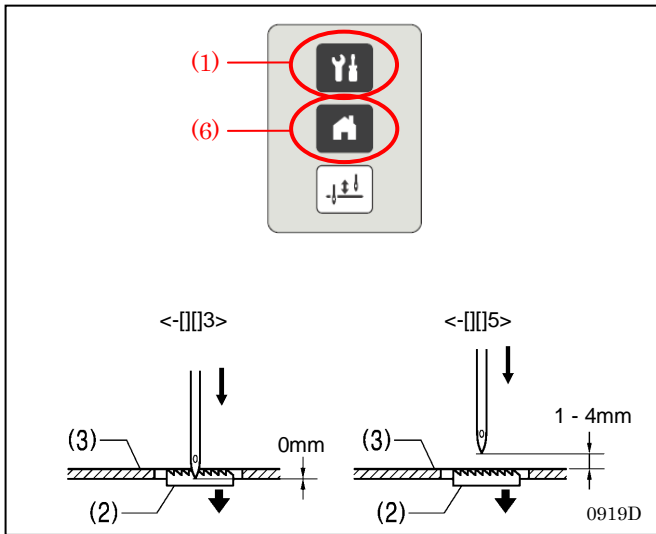 (1)
(6)
<-[][]3>
<-[][]5>
1 - 4mm
(3)
0mm
(3)
(2)
(2)
0919D